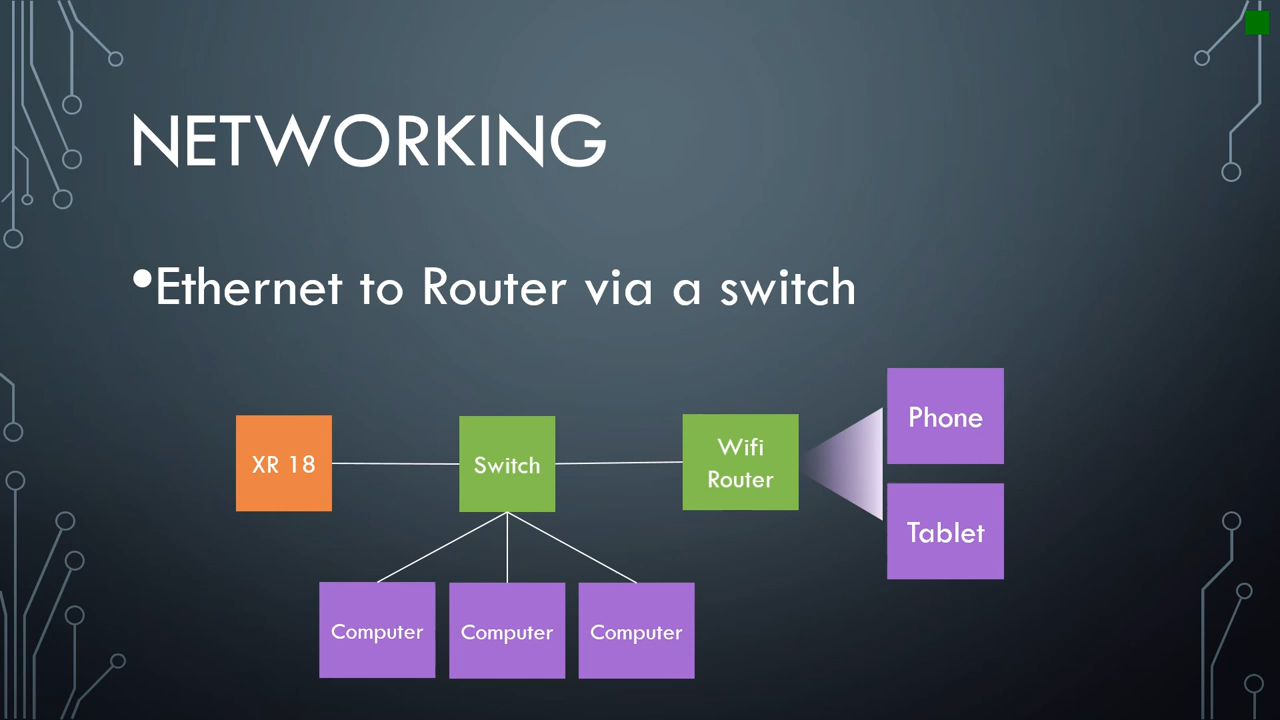 NETWORKING
•Ethernet to Router via a switch
XR 18
Switch
Wifi
Router
Phone
Tablet
Computer
Computer
Computer